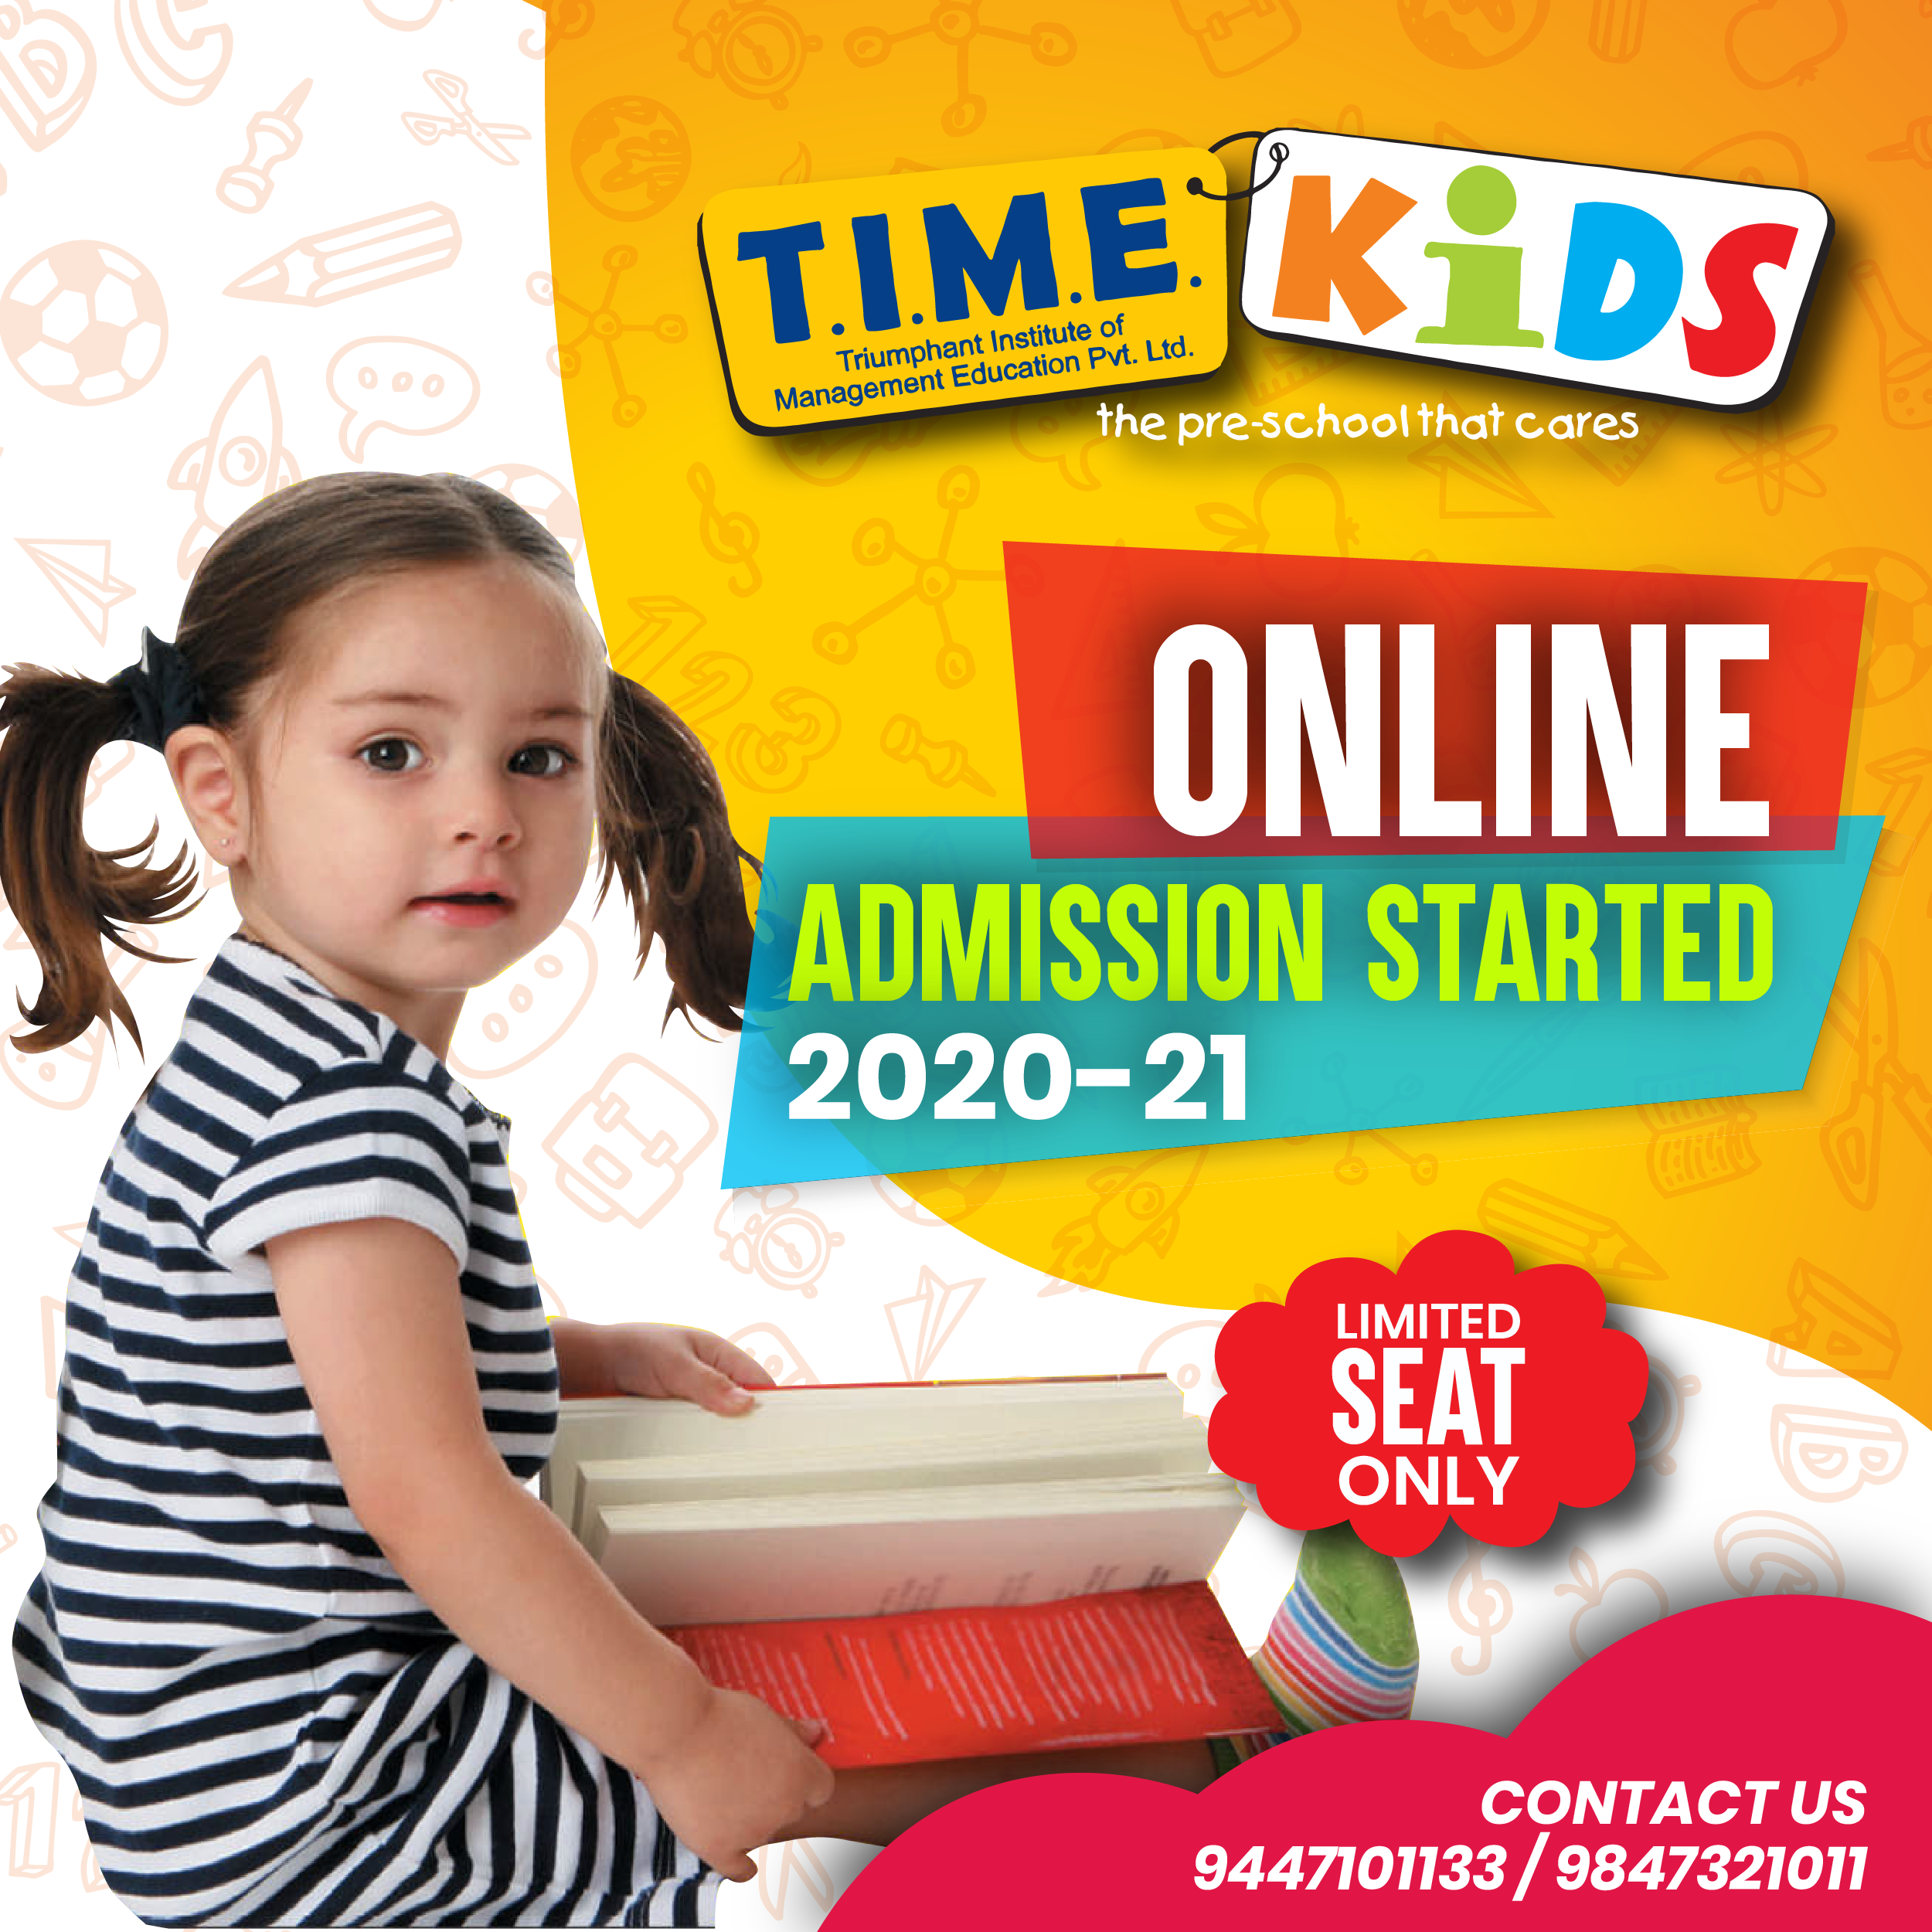 T.I.M.E.
Triumphant Institute of
Management Education Pvt. Ltd.
KiDS
the pre-school that cares
ONLINE
ADMISSION STARTED
2020-21
LIMITED
SEAT
ONLY
CONTACT US
9447101133 / 9847321011